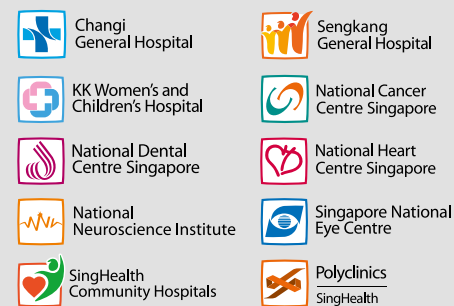 Changi
General Hospital
Sengkang
General Hospital
KK Women's and
Children's Hospital
National Cancer
Centre Singapore
National Dental
Centre Singapore
National Heart
Centre Singapore
National
Neuroscience Institute
Singapore National
Eye Centre
SingHealth
Community Hospitals
Polyclinics
SingHealth